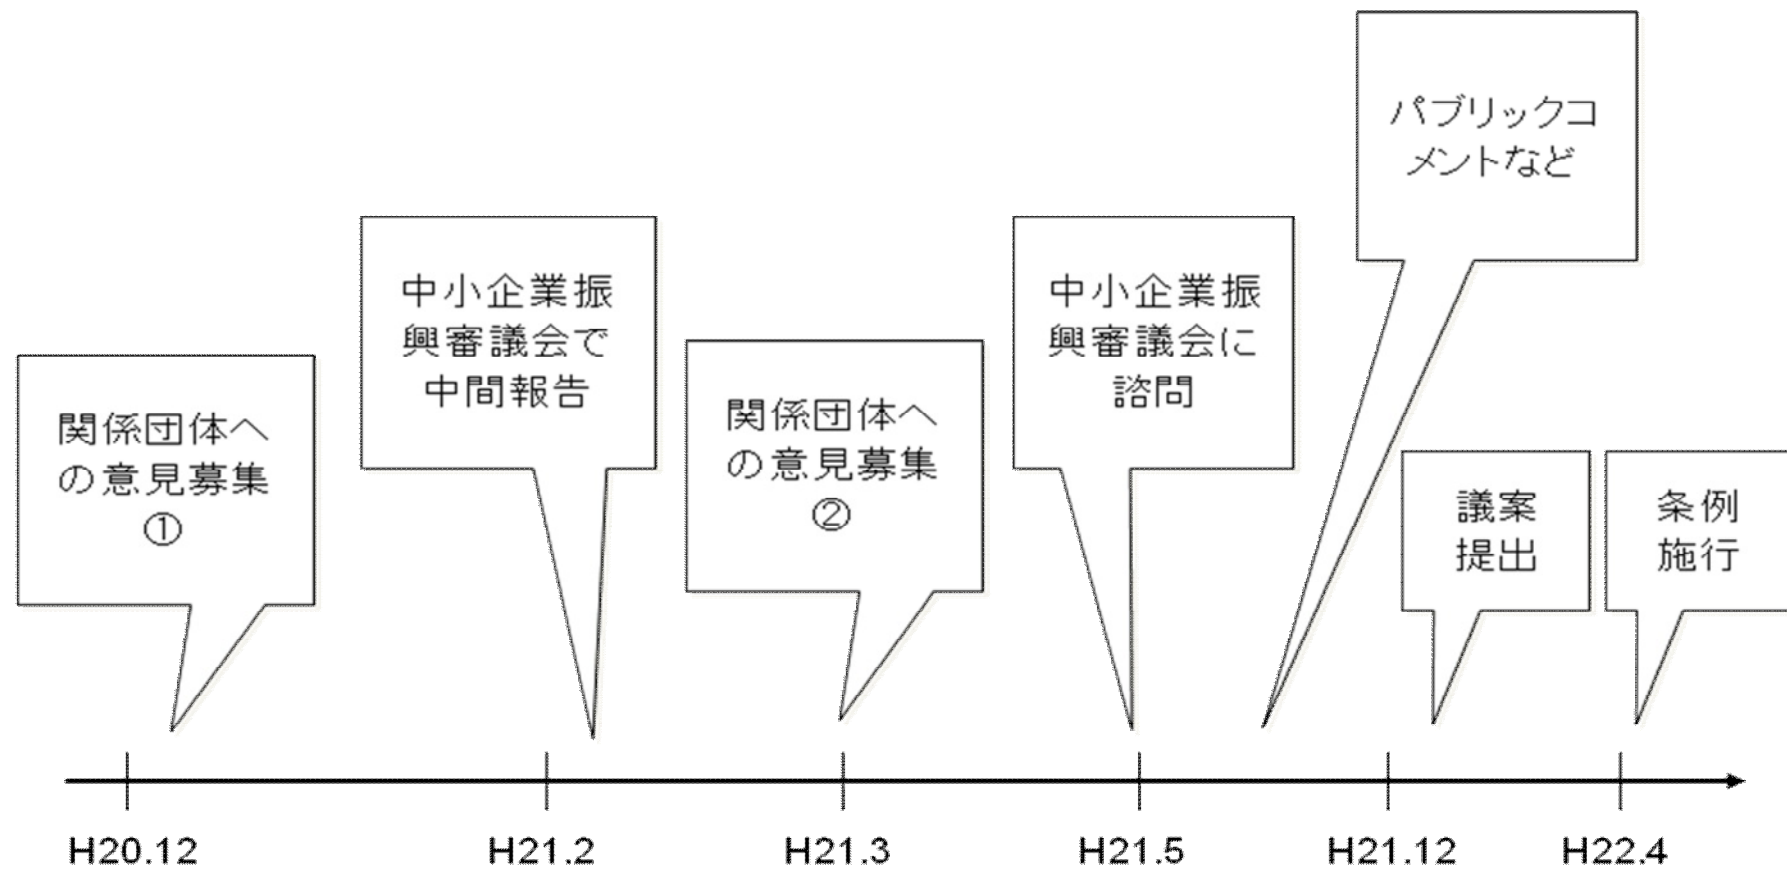 関係団体へ
の意見募集
①
中小企業振
興審議会で
中間報告
関係団体へ
の意見募集
②
中小企業振
興審議会に
諮問
パブリックコ
メントなど
議案
提出
条例
施行
H20.12
H21.2
H21.3
H21.5
H21.12
H22.4